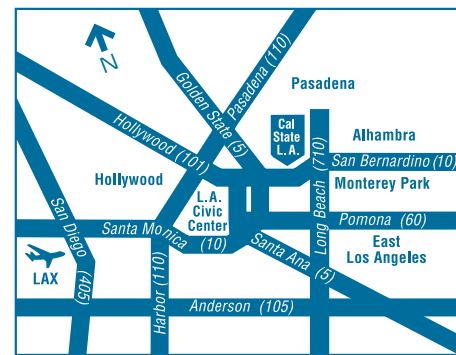 N
Golden State (5)
Pasadena (110)
Pasadena
Hollywood (101)
Cal
State
L.A.
Alhambra
San Bernardino (10)
Hollywood
L.A.
Civic
Center
Long Beach (710)
Monterey Park
San Diego (405)
Santa Monica
(10)
Pomona (60)
Santa Ana (5)
East
Los Angeles
LAX
Harbor (110)
Anderson (105)